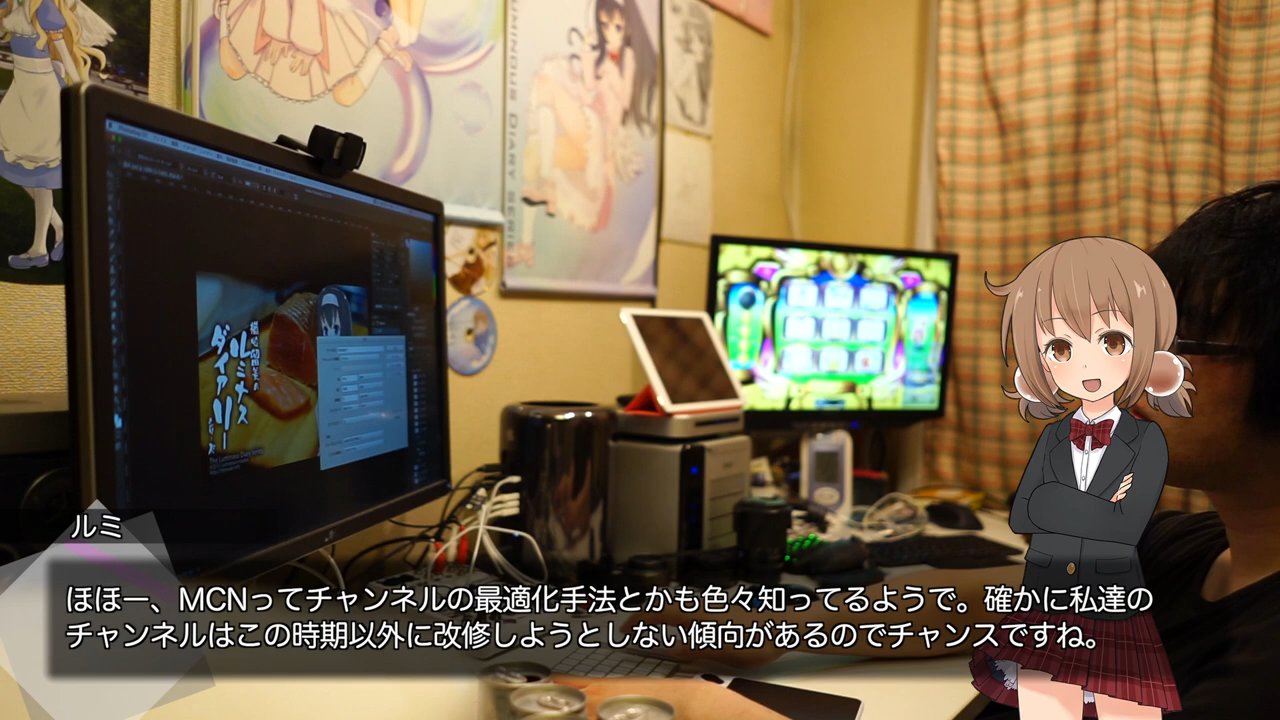 LUMINOUS DIARY SERIES
ルミナス
ダイアリー
ルミ
ほほー、MCNってチャンネルの最適化手法とかも色々知ってるようで。確かに私達の
チャンネルはこの時期以外に改修しようとしない傾向があるのでチャンスですね。